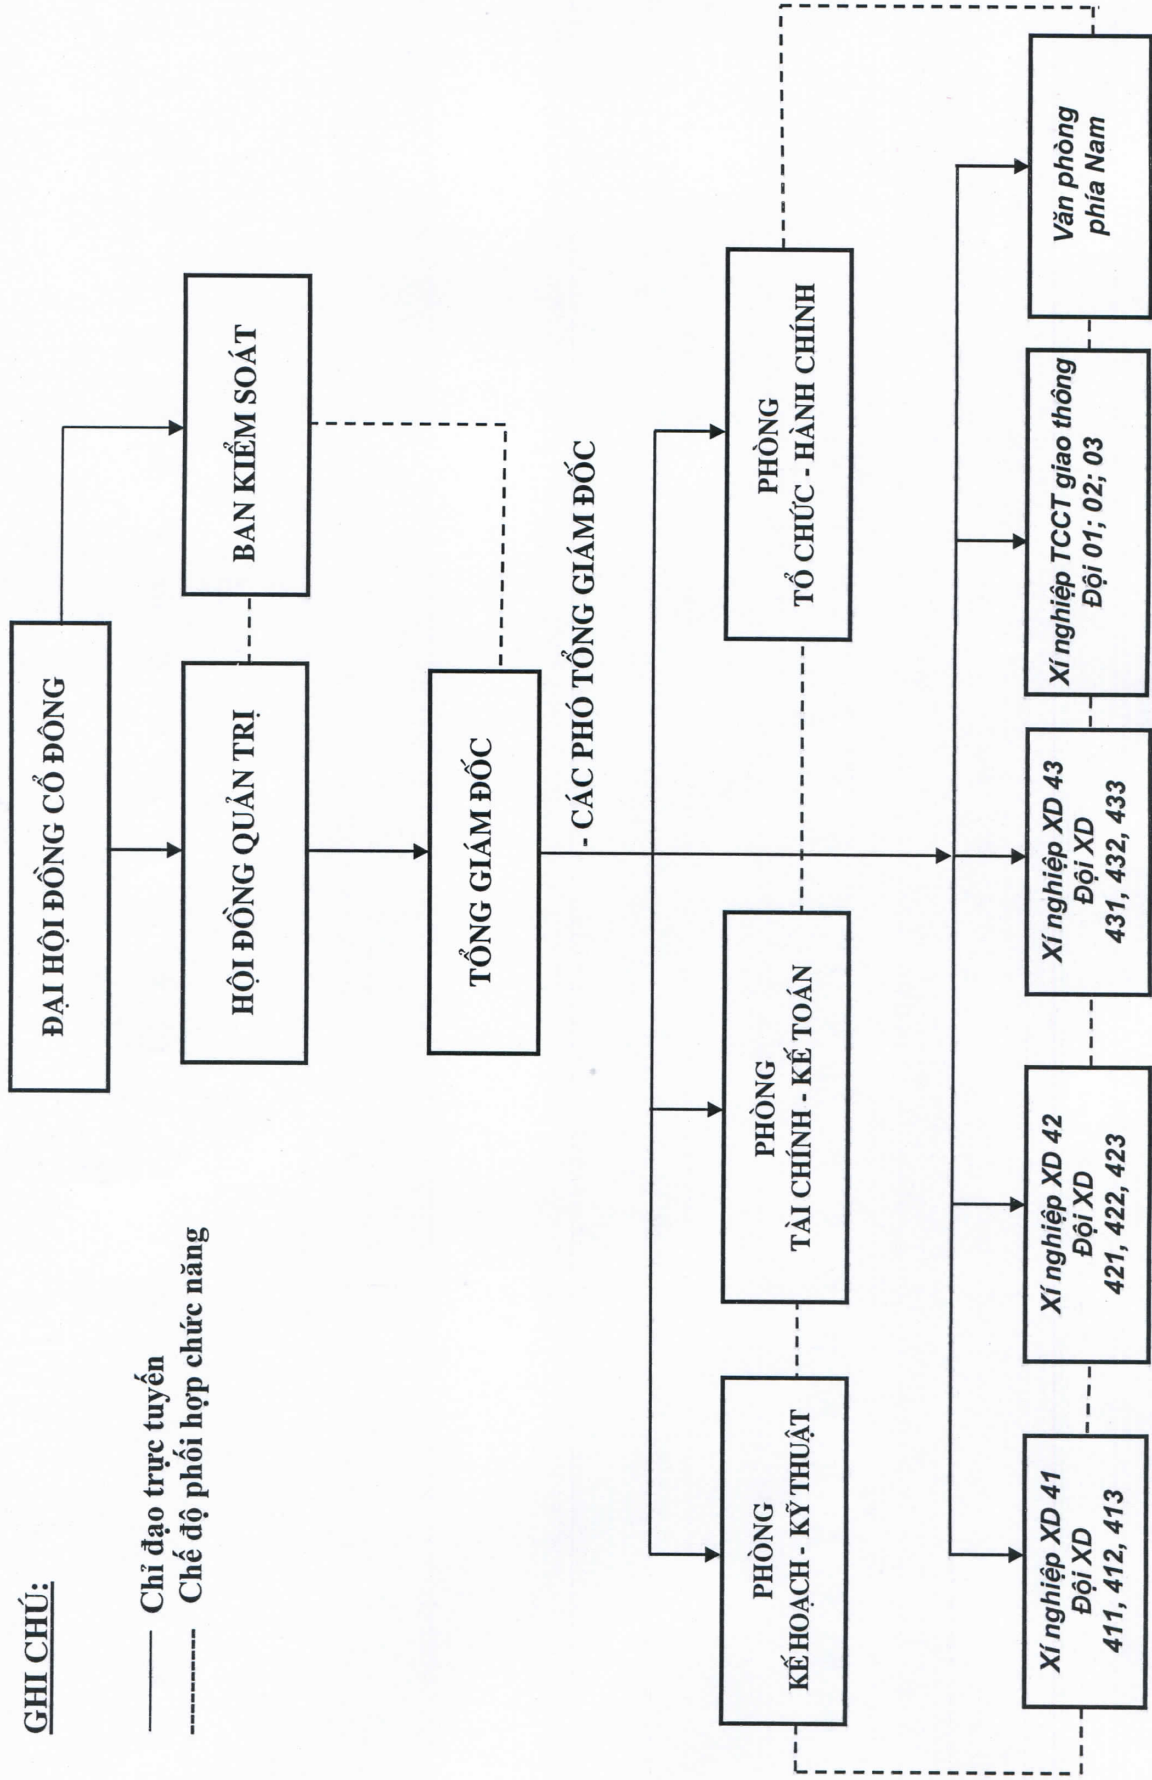 GHI CHÚ:
Chỉ đạo trực tuyến
Chế độ phối hợp chức năng
ĐẠI HỘI ĐỒNG CỔ ĐÔNG
HỘI ĐỒNG QUẢN TRỊ
BAN KIỂM SOÁT
TỔNG GIÁM ĐỐC
- CÁC PHÓ TỔNG GIÁM ĐỐC
PHÒNG
KẾ HOẠCH - KỸ THUẬT
PHÒNG
TÀI CHÍNH - KẾ TOÁN
PHÒNG
TỔ CHỨC - HÀNH CHÍNH
Xí nghiệp XD 41
Đội XD
411, 412, 413
Xí nghiệp XD 42
Đội XD
421, 422, 423
Xí nghiệp XD 43
Đội XD
431, 432, 433
Xí nghiệp TCCT giao thông
Đội 01; 02; 03
Văn phòng
phía Nam